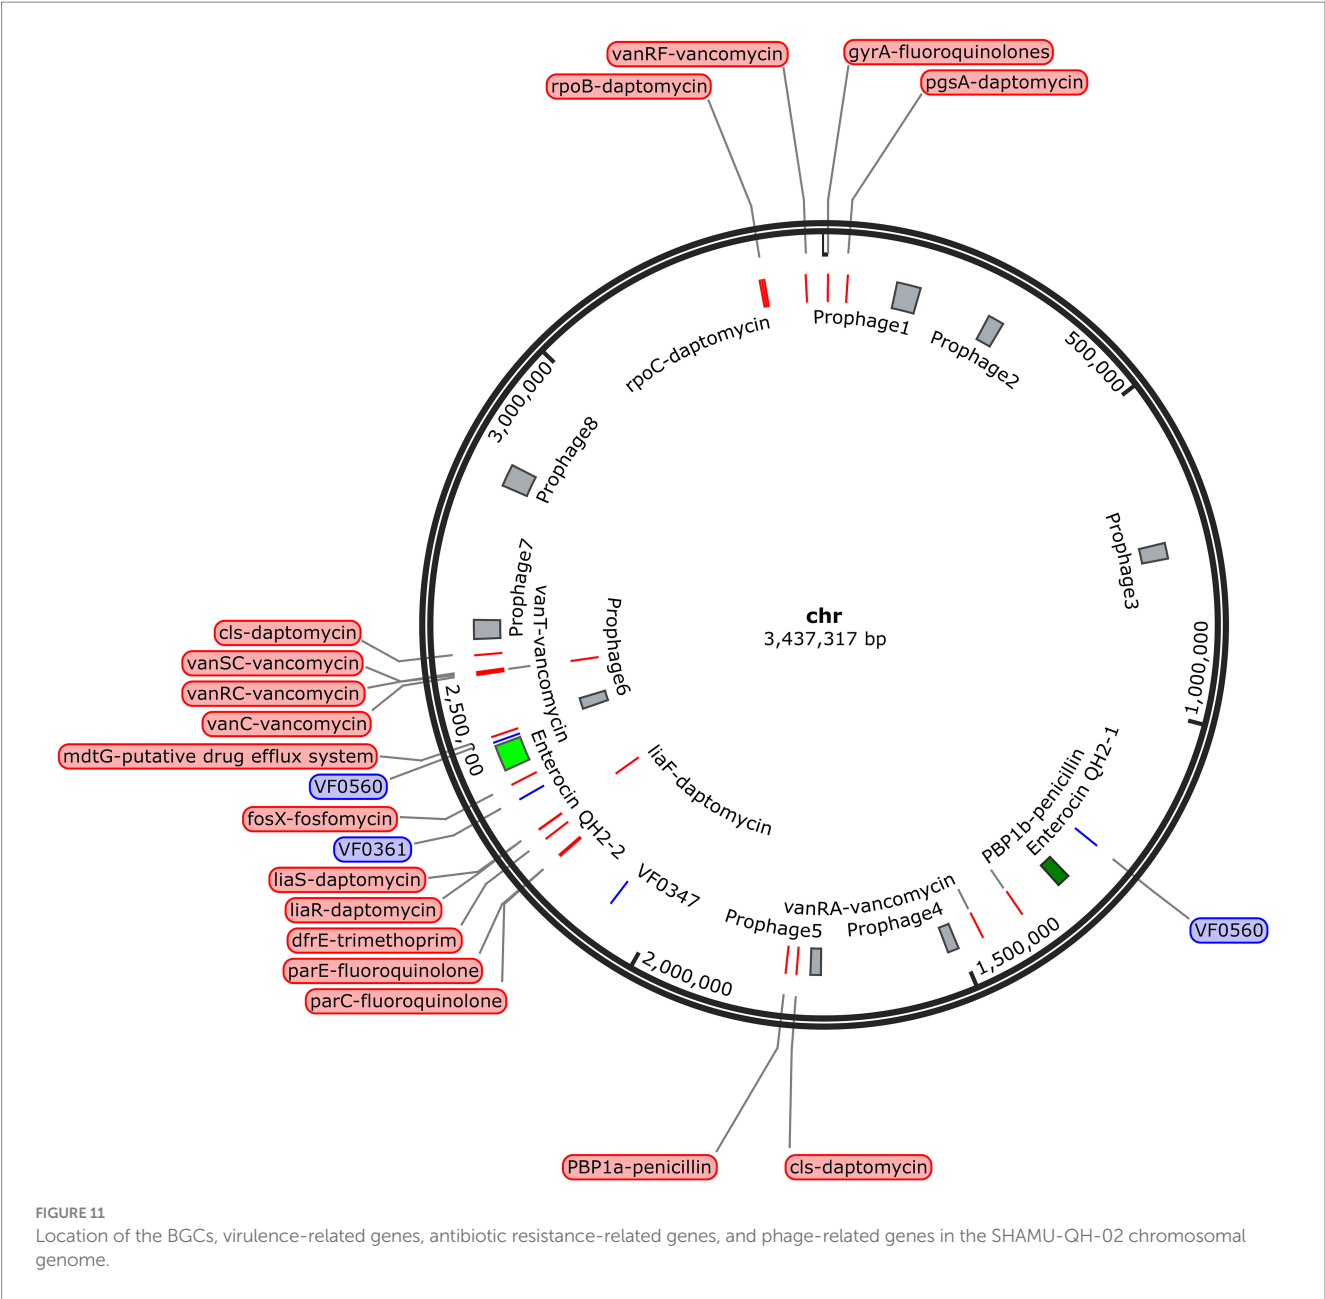 vanRF-vancomycin
gyrA-fluoroquinolones
rpoB-daptomycin
pgsA-daptomycin
Prophage1
rpoC-daptomycin
Prophage2
500,000
3,000,000
Prophage8
Prophage3
Prophage7
vanT-vancomycin
Prophage6
chr
3,437,317 bp
1,000,000
cls-daptomycin
vanSC-vancomycin
vanRC-vancomycin
vanC-vancomycin
2,500,000
mdtG-putative drug efflux system
VF0560
fosX-fosfomycin
VF0361
Enterocin QH2-2
liaF-daptomycin
PBP1b-penicillin
Enterocin QH2-1
liaS-daptomycin
liaR-daptomycin
dfrE-trimethoprim
parE-fluoroquinolone
parC-fluoroquinolone
VF0347
vanRA-vancomycin
Prophage5
Prophage4
VF0560
1,500,000
2,000,000
PBP1a-penicillin
cls-daptomycin
FIGURE 11
Location of the BGCs, virulence-related genes, antibiotic resistance-related genes, and phage-related genes in the SHAMU-QH-02 chromosomal
genome.